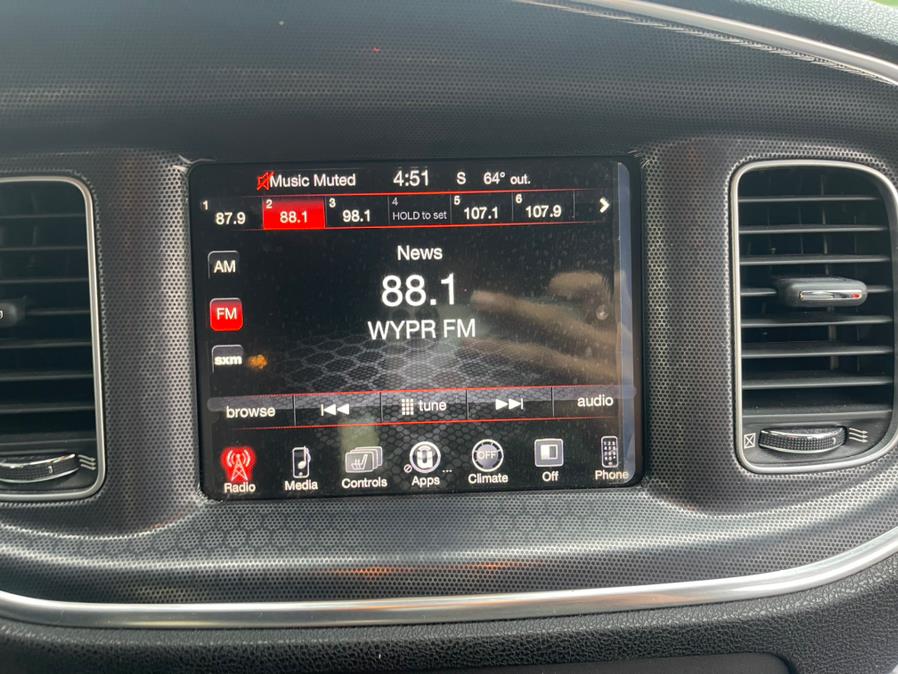 Music Muted 4:51 S 64° out.
1 87.9 2 88.1 3 98.1 4 HOLD to set 5 107.1 6 107.9
News
AM
88.1
FM
WYPR FM
sxm
browse tune audio
OFF
Radio Media Controls Apps ... Climate Off Phone